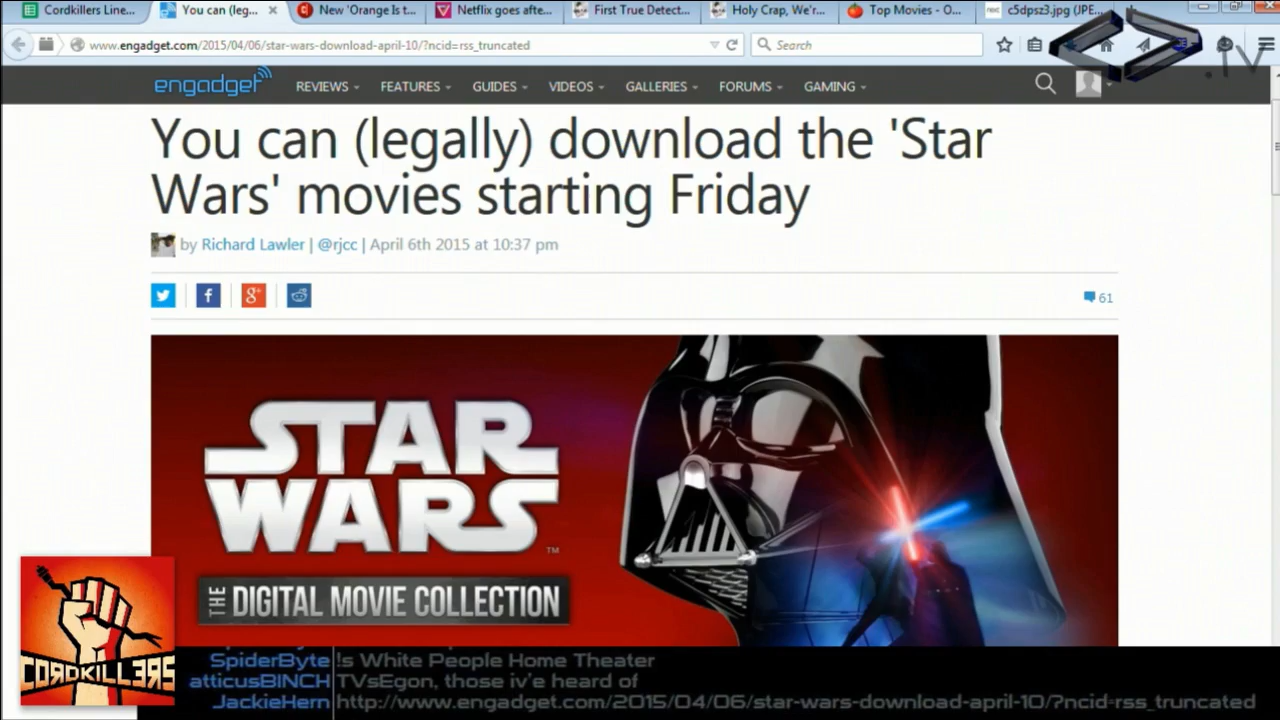 Cordkillers Line... You can (leg... New 'Orange Is t... Netflix goes afte... First True Detect... Holy Crap, We'r... Top Movies - O... c5dpsz3.jpg (JPE...
www.engadget.com/2015/04/06/star-wars-download-april-10/?ncid=rss_truncated Search
.tv
engadget REVIEWS FEATURES GUIDES VIDEOS GALLERIES FORUMS GAMING
You can (legally) download the 'Star
Wars' movies starting Friday
by Richard Lawler | @rjcc | April 6th 2015 at 10:37 pm
61
STAR
WARS
TM
THE DIGITAL MOVIE COLLECTION
CORDKILLERS
SpiderByte !s White People Home Theater
atticusBINCH TVsEgon, those iv'e heard of
JackieHern http://www.engadget.com/2015/04/06/star-wars-download-april-10/?ncid-rss_truncated